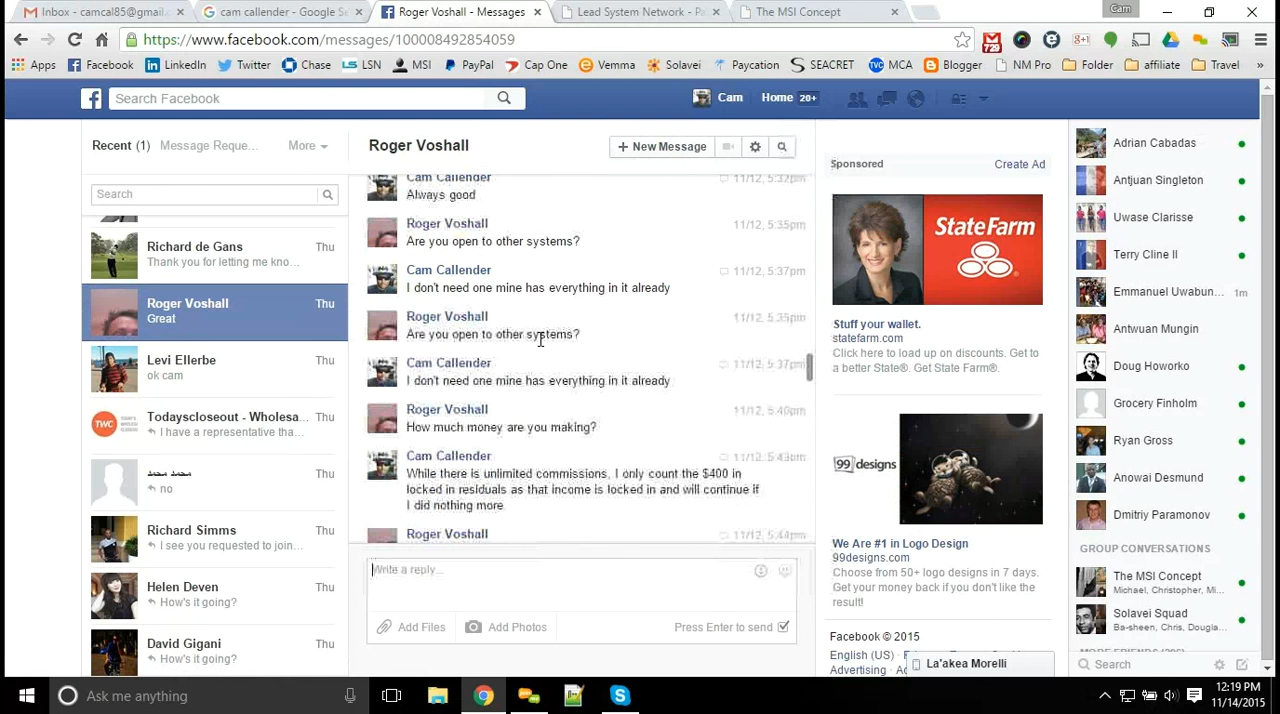 Inbox - camcal85@gmail.c
cam callender - Google Se
Roger Voshall - Messages
Lead System Network - Pa
The MSI Concept
Cam
https://www.facebook.com/messages/100008492854059
725
Apps
Facebook
LinkedIn
Twitter
Chase
LSN
MSI
PayPal
Cap One
Vemma
Solavei
Paycation
SEACRET
MCA
Blogger
NM Pro
Folder
affiliate
Travel
Search Facebook
Cam
Home 20+
Recent (1)
Message Reque...
More
Roger Voshall
+ New Message
Search
Richard de Gans
Thu
Thank you for letting me kno...
Roger Voshall
Thu
Great
Levi Ellerbe
Thu
ok cam
Todayscloseout - Wholesa...
I have a representative tha...
TWC
محمد محمد
Thu
no
Richard Simms
Thu
I see you requested to join...
Helen Deven
Thu
How's it going?
David Gigani
Thu
How's it going?
Cam Callender
11/12, 5:32pm
Always good
Roger Voshall
11/12, 5:35pm
Are you open to other systems?
Cam Callender
11/12, 5:37pm
I don't need one mine has everything in it already
Roger Voshall
11/12, 5:35pm
Are you open to other systems?
Cam Callender
11/12, 5:37pm
I don't need one mine has everything in it already
Roger Voshall
11/12, 5:40pm
How much money are you making?
Cam Callender
11/12, 5:43pm
While there is unlimited commissions, I only count the $400 in
locked in residuals as that income is locked in and will continue if
I did nothing more
Roger Voshall
11/12, 5:44pm
Write a reply...
Add Files
Add Photos
Press Enter to send
Sponsored
Create Ad
StateFarm
Stuff your wallet.
statefarm.com
Click here to load up on discounts. Get to
a better State®. Get State Farm®.
99designs
We Are #1 in Logo Design
99designs.com
Choose from 50+ logo designs in 7 days.
Get your money back if you don't like the
result!
Facebook © 2015
English (US)
Advertising
La'akea Morelli
Adrian Cabadas
Antjuan Singleton
Uwase Clarisse
Terry Cline II
Emmanuel Uwabun...
1m
Antwuan Mungin
Doug Howorko
Grocery Finholm
Ryan Gross
Anowai Desmund
Dmitriy Paramonov
GROUP CONVERSATIONS
The MSI Concept
Michael, Christopher, Mi...
Solavei Squad
Ba-sheen, Chris, Dougla...
Search
Ask me anything
12:19 PM
11/14/2015